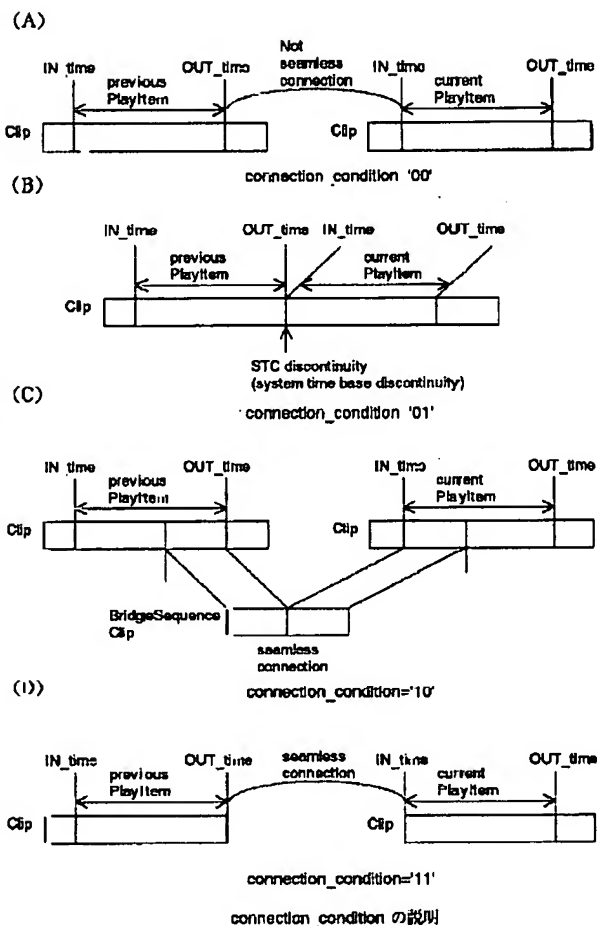 (A)
Not
seamless
connection
IN_time OUT_time IN_time OUT_time
previous
PlayItem
current
PlayItem
Clip Clip
connection_condition '00'
(B)
IN_time OUT_time IN_time OUT_time
previous
PlayItem
current
PlayItem
Clip
STC discontinuity
(system time base discontinuity)
(C)
connection_condition '01'
IN_time OUT_time IN_time OUT_time
previous
PlayItem
current
PlayItem
Clip Clip
BridgeSequence
Clip
seamless
connection
connection_condition='10'
(D)
IN_time OUT_time seamless
connection IN_time OUT_time
previous
PlayItem
current
PlayItem
Clip Clip
connection_condition='11'
connection_condition の説明